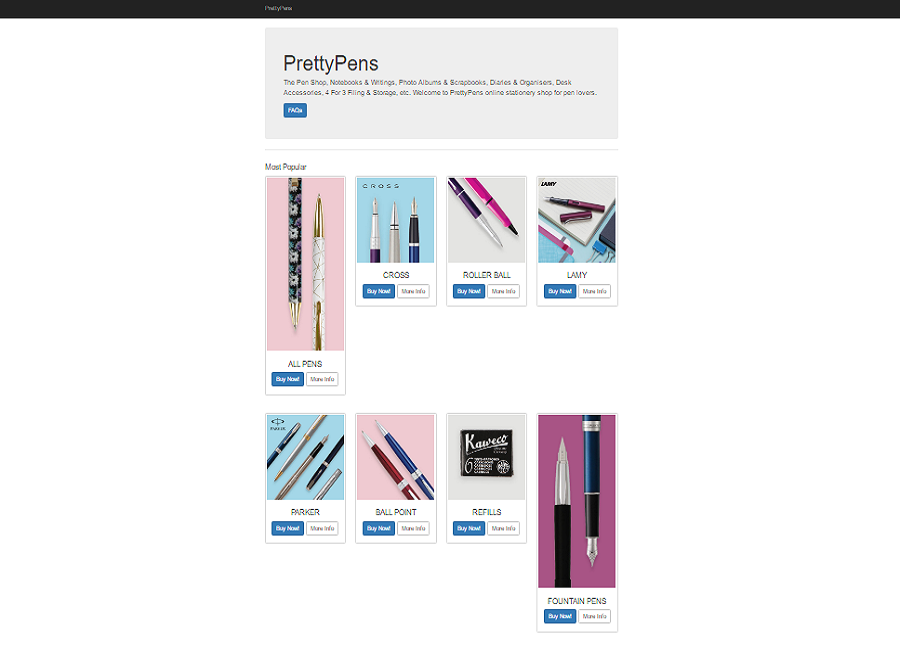 PrettyPens
PrettyPens
The Pen Shop, Notebooks & Writings, Photo Albums & Scrapbooks, Diaries & Organisers, Desk
Accessories, 4 For 3 Filing & Storage, etc. Welcome to PrettyPens online stationery shop for pen lovers.
FAQs
Most Popular
CROSS
LAMY
ALL PENS
Buy Now! More Info
CROSS
Buy Now! More Info
ROLLER BALL
Buy Now! More Info
LAMY
Buy Now! More Info
PARKER
PARKER
Buy Now! More Info
BALL POINT
Buy Now! More Info
Kaweco
6
REFILLS
Buy Now! More Info
FOUNTAIN PENS
Buy Now! More Info